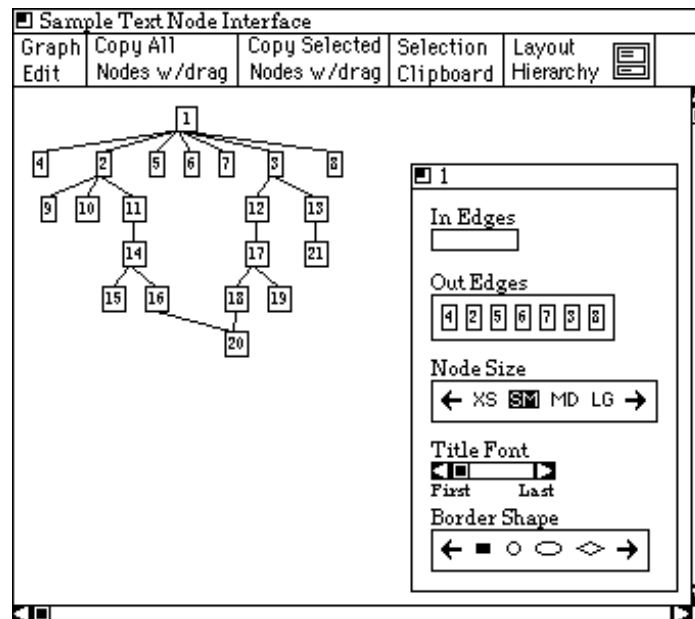 Sample Text Node Interface
Graph Edit
Copy All Nodes w/drag
Copy Selected Nodes w/drag
Selection Clipboard
Layout Hierarchy
1
4 2 5 6 7 3 8
9 10 11 12 13
14 17 21
15 16 18 19
20
1
In Edges
Out Edges
4 2 5 6 7 3 8
Node Size
XS SM MD LG
Title Font
First Last
Border Shape